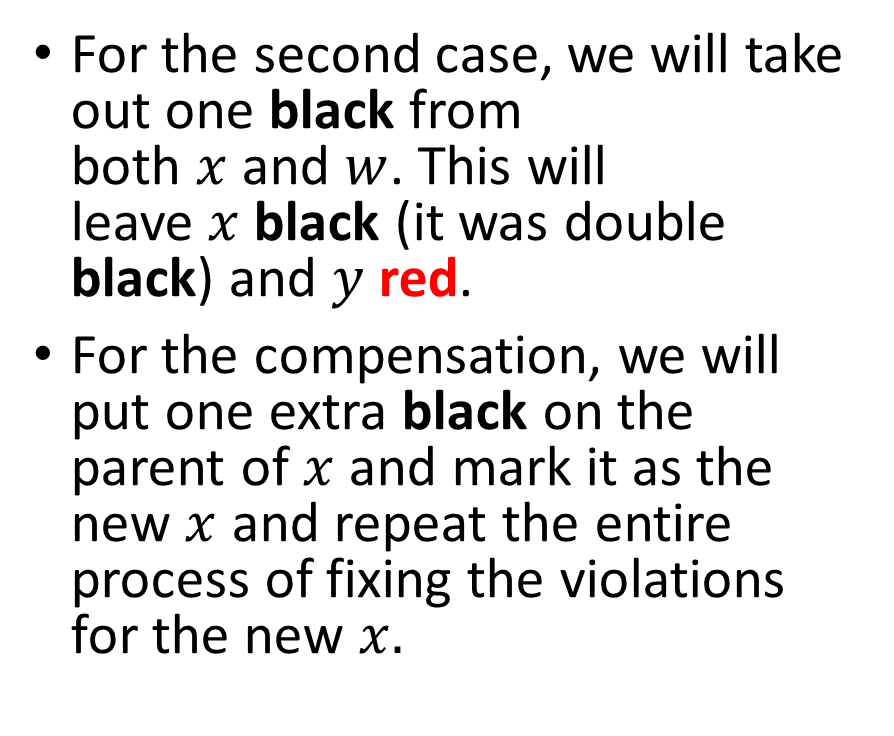 • For the second case, we will take
out one black from
both x and w. This will
leave x black (it was double
black) and y red.
• For the compensation, we will
put one extra black on the
parent of x and mark it as the
new x and repeat the entire
process of fixing the violations
for the new x.